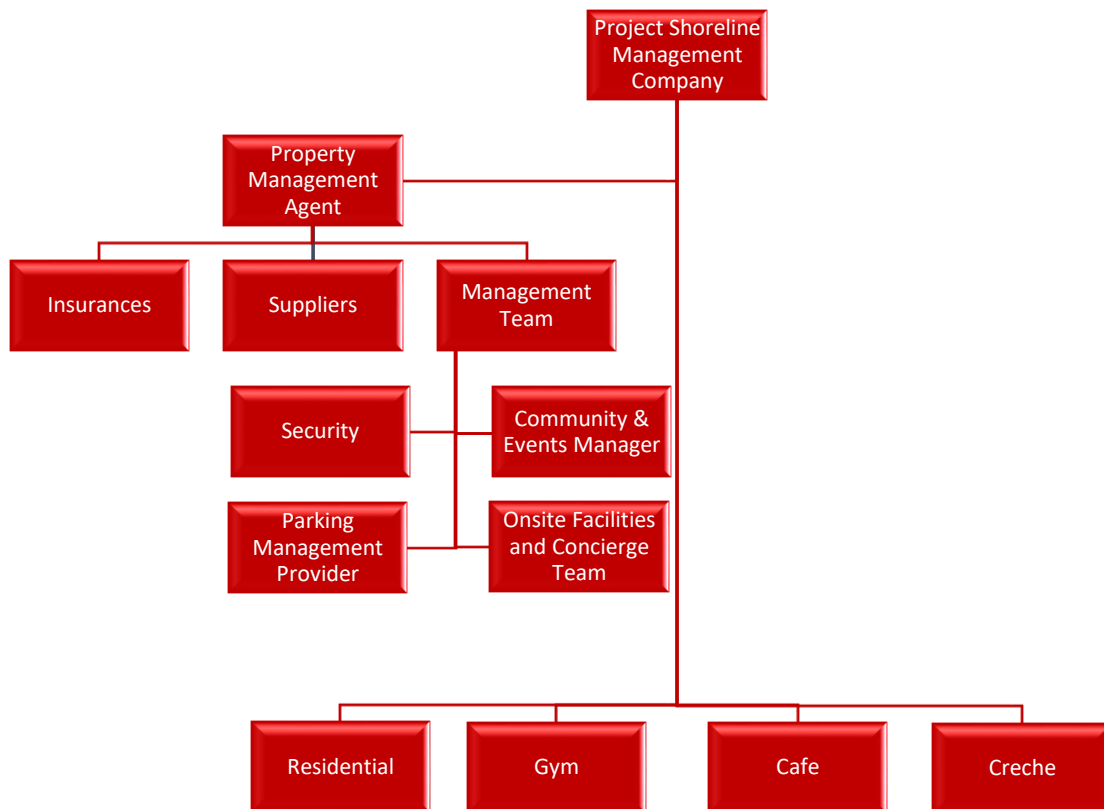 Project Shoreline
Management
Company
Property
Management
Agent
Insurances
Suppliers
Management
Team
Security
Community &
Events Manager
Parking
Management
Provider
Onsite Facilities
and Concierge
Team
Residential
Gym
Cafe
Creche